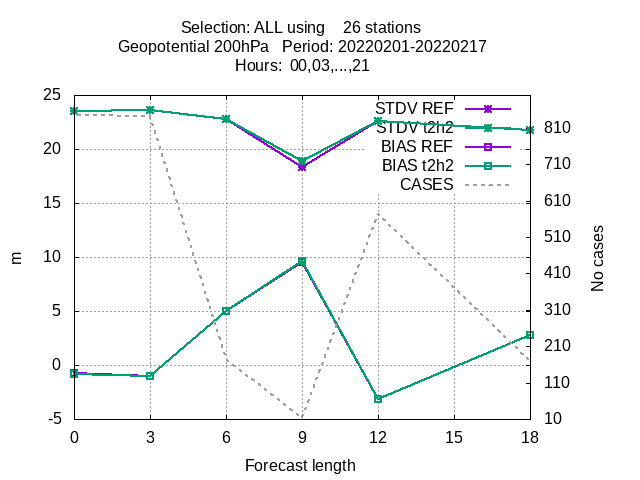 Selection: ALL using    26 stations
Geopotential 200hPa   Period: 20220201-20220217
Hours:  00,03,...,21
STDV REF
STDV t2h2
BIAS REF
BIAS t2h2
CASES
25
20
15
10
5
0
-5
m
810
710
610
510
410
310
210
110
10
No cases
0 3 6 9 12 15 18
Forecast length